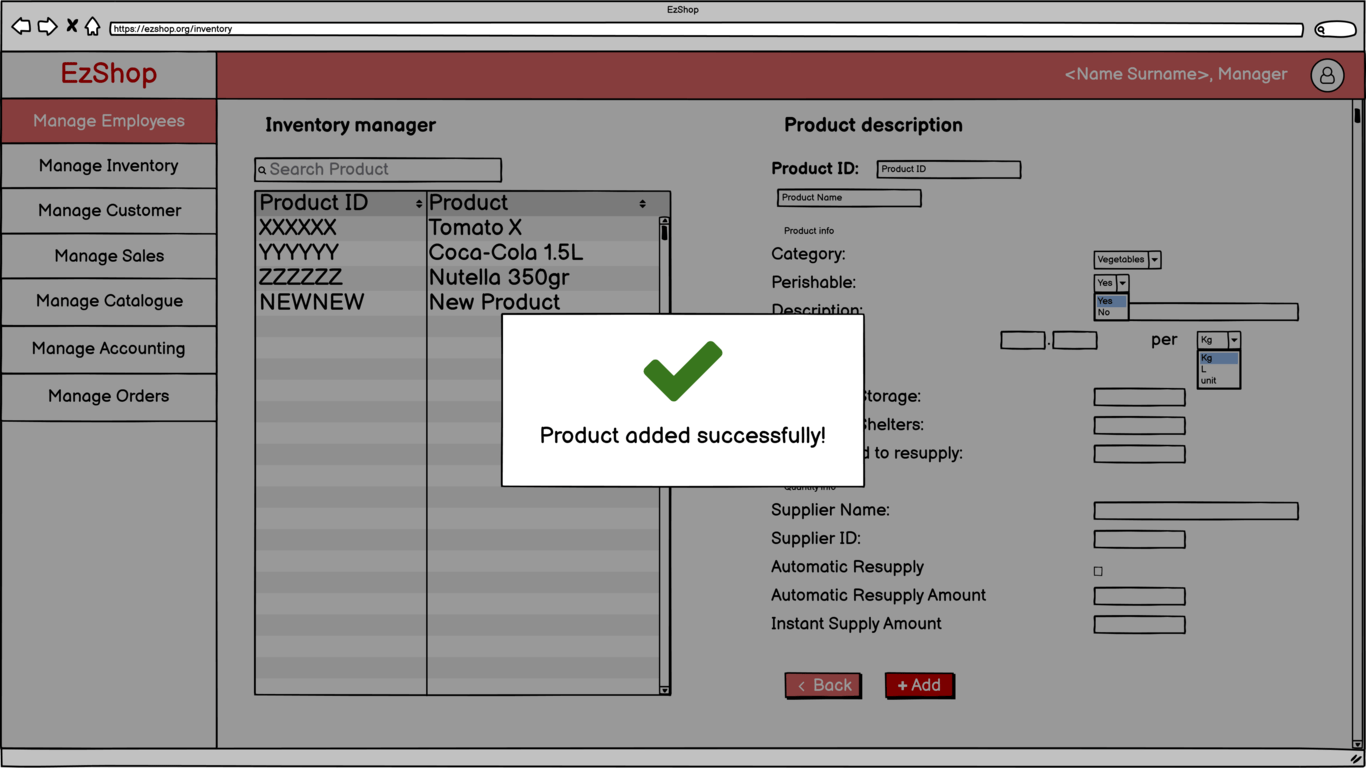 EzShop
https://ezshop.org/inventory
EzShop
<Name Surname>, Manager
Manage Employees
Manage Inventory
Manage Customer
Manage Sales
Manage Catalogue
Manage Accounting
Manage Orders
Inventory manager
Search Product
Product ID Product
XXXXXX Tomato X
YYYYYY Coca-Cola 1.5L
ZZZZZZ Nutella 350gr
NEWNEW New Product
Product description
Product ID: Product ID
Product Name
Product info
Category: Vegetables
Perishable: Yes
Yes
Description:
No
. per Kg
Kg
L
unit
Storage:
Shelters:
to resupply:
Product added successfully!
Quantity info
Supplier Name:
Supplier ID:
Automatic Resupply
Automatic Resupply Amount
Instant Supply Amount
< Back + Add